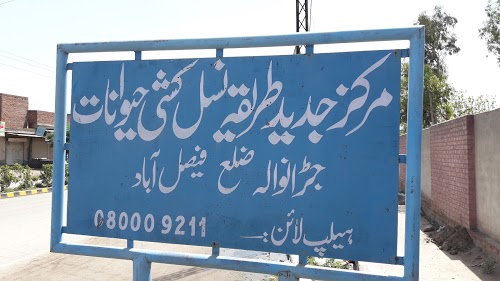 مرکز جدید طریقہ نسل کشی حیوانات
جڑانوالہ ضلع فیصل آباد
ہیلپ لائن:۔ 08000 9211